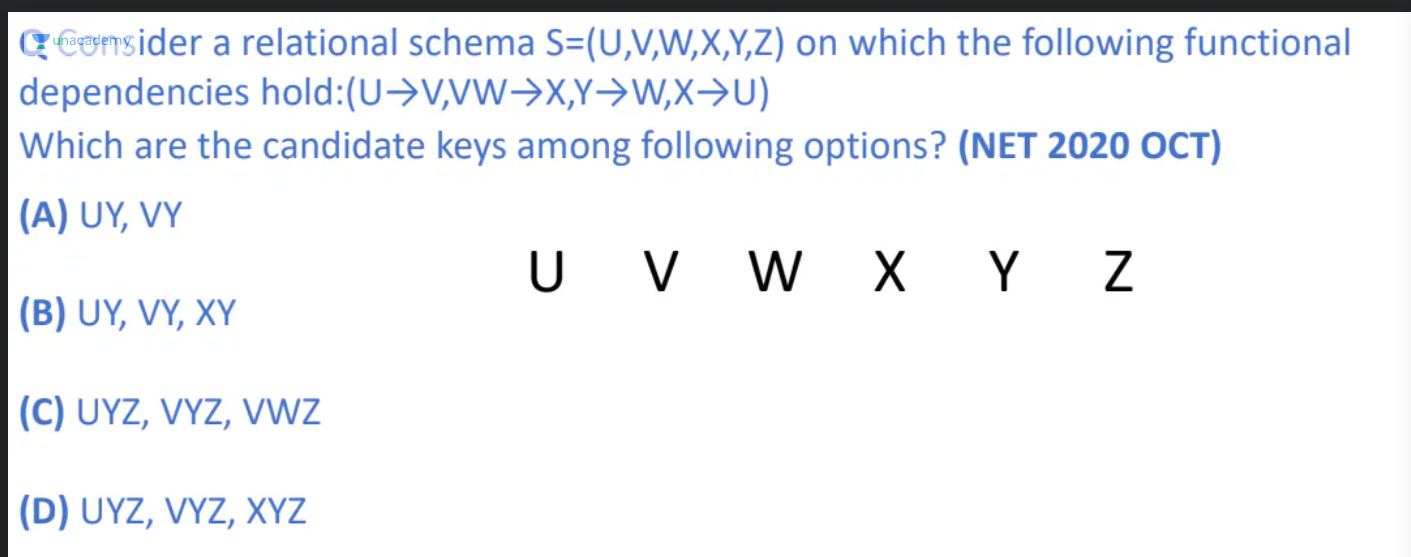 Q Consider a relational schema S=(U,V,W,X,Y,Z) on which the following functional
dependencies hold:(U→V,VW→X,Y→W,X→U)
Which are the candidate keys among following options? (NET 2020 OCT)
(A) UY, VY
U V W X Y Z
(B) UY, VY, XY
(C) UYZ, VYZ, VWZ
(D) UYZ, VYZ, XYZ
unacademy